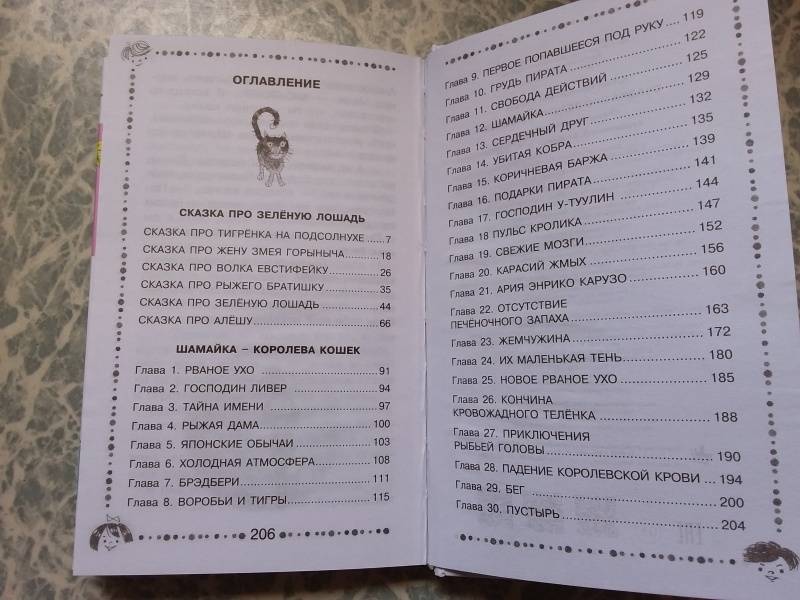 ОГЛАВЛЕНИЕ
СКАЗКА ПРО ЗЕЛЁНУЮ ЛОШАДЬ
СКАЗКА ПРО ТИГРЁНКА НА ПОДСОЛНУХЕ.....7
СКАЗКА ПРО ЖЕНУ ЗМЕЯ ГОРЫНЫЧА.....18
СКАЗКА ПРО ВОЛКА ЕВСТИФЕЙКУ.....26
СКАЗКА ПРО РЫЖЕГО БРАТИШКУ.....35
СКАЗКА ПРО ЗЕЛЁНУЮ ЛОШАДЬ.....44
СКАЗКА ПРО АЛЁШУ.....66
ШАМАЙКА – КОРОЛЕВА КОШЕК
Глава 1. РВАНОЕ УХО.....91
Глава 2. ГОСПОДИН ЛИВЕР.....94
Глава 3. ТАЙНА ИМЕНИ.....97
Глава 4. РЫЖАЯ ДАМА.....100
Глава 5. ЯПОНСКИЕ ОБЫЧАИ.....103
Глава 6. ХОЛОДНАЯ АТМОСФЕРА.....108
Глава 7. БРЭДБЕРИ.....111
Глава 8. ВОРОБЬИ И ТИГРЫ.....115
206
Глава 9. ПЕРВОЕ ПОПАВШЕЕСЯ ПОД РУКУ.....119
Глава 10. ГРУДЬ ПИРАТА.....122
Глава 11. СВОБОДА ДЕЙСТВИЙ.....125
Глава 12. ШАМАЙКА.....129
Глава 13. СЕРДЕЧНЫЙ ДРУГ.....132
Глава 14. УБИТАЯ КОБРА.....135
Глава 15. КОРИЧНЕВАЯ БАРЖА.....139
Глава 16. ПОДАРКИ ПИРАТА.....141
Глава 17. ГОСПОДИН У-ТУУЛИН.....144
Глава 18 ПУЛЬС КРОЛИКА.....147
Глава 19. СВЕЖИЕ МОЗГИ.....152
Глава 20. КАРАСИЙ ЖМЫХ.....156
Глава 21. АРИЯ ЭНРИКО КАРУЗО.....160
Глава 22. ОТСУТСТВИЕ
ПЕЧЁНОЧНОГО ЗАПАХА.....163
Глава 23. ЖЕМЧУЖИНА.....172
Глава 24. ИХ МАЛЕНЬКАЯ ТЕНЬ.....180
Глава 25. НОВОЕ РВАНОЕ УХО.....185
Глава 26. КОНЧИНА
КРОВОЖАДНОГО ТЕЛЁНКА.....188
Глава 27. ПРИКЛЮЧЕНИЯ
РЫБЬЕЙ ГОЛОВЫ.....190
Глава 28. ПАДЕНИЕ КОРОЛЕВСКОЙ КРОВИ.....194
Глава 29. БЕГ.....200
Глава 30. ПУСТЫРЬ.....204